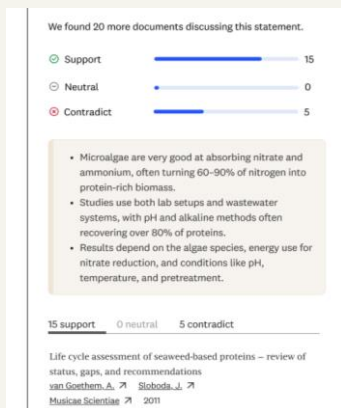 We found 20 more documents discussing this statement.
Support 15
Neutral 0
Contradict 5
• Microalgae are very good at absorbing nitrate and
ammonium, often turning 60–90% of nitrogen into
protein-rich biomass.
• Studies use both lab setups and wastewater
systems, with pH and alkaline methods often
recovering over 80% of proteins.
• Results depend on the algae species, energy use for
nitrate reduction, and conditions like pH,
temperature, and pretreatment.
15 support 0 neutral 5 contradict
Life cycle assessment of seaweed-based proteins – review of
status, gaps, and recommendations
van Goethem, A. ↗ Sloboda, J. ↗
Musicae Scientiae ↗ 2011